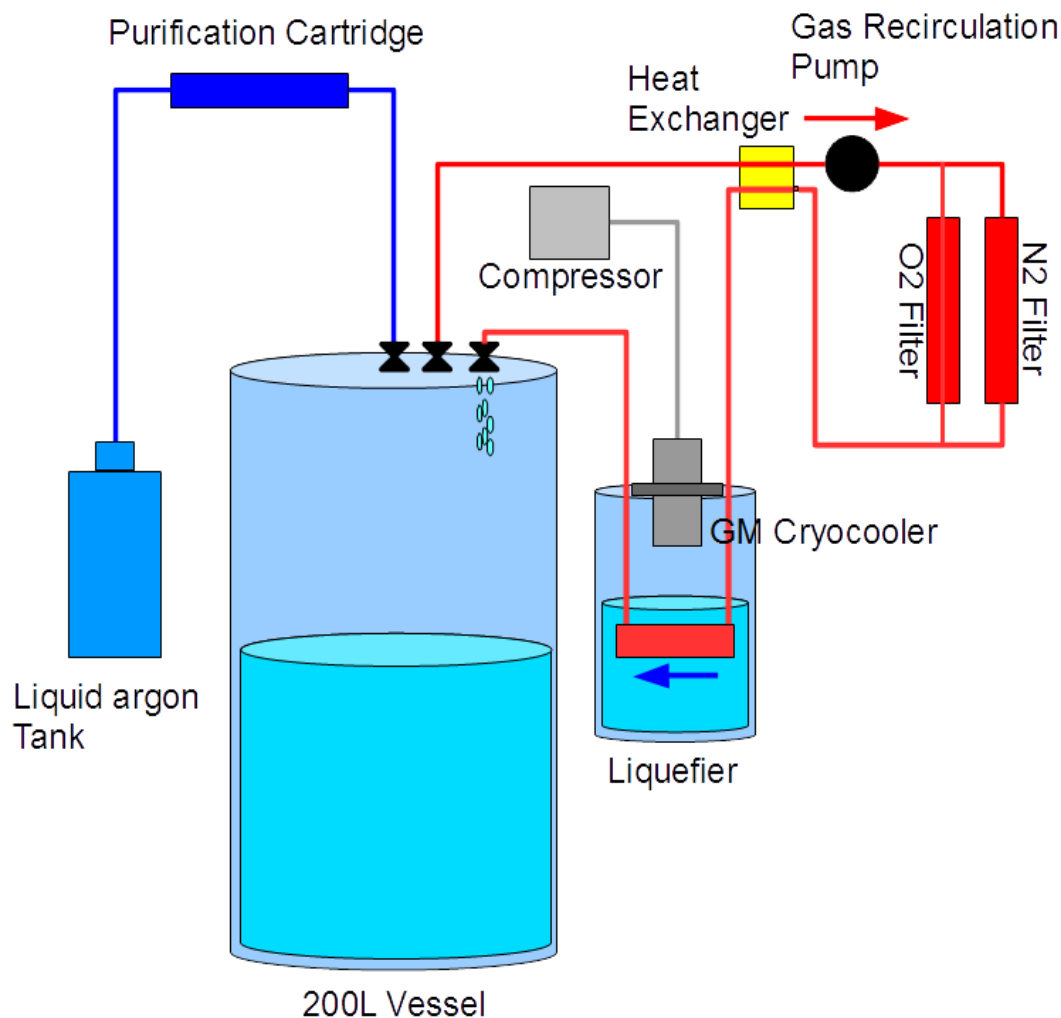 Purification Cartridge
Gas Recirculation
Pump
Heat
Exchanger
Compressor
O2 Filter
N2 Filter
GM Cryocooler
Liquid argon
Tank
Liquefier
200L Vessel